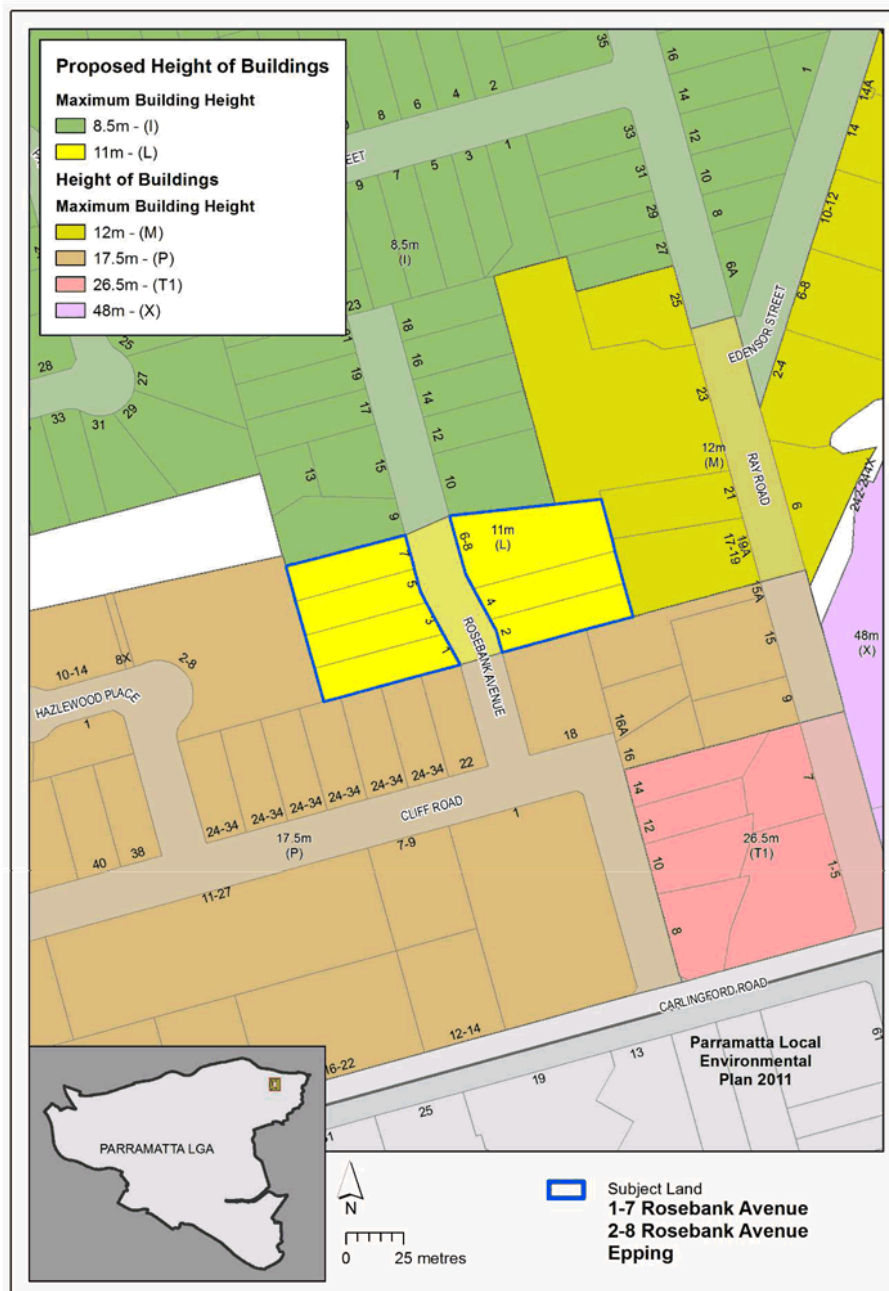 Proposed Height of Buildings
Maximum Building Height
8.5m - (I)
11m - (L)
Height of Buildings
Maximum Building Height
12m - (M)
17.5m - (P)
26.5m - (T1)
48m - (X)
35
16
1
14A
14
2
4
6
8
14
33
12
10-12
STREET
1
3
5
7
9
31
10
29
8
8.5m
(I)
27
6A
6-8
23
25
EDENSOR STREET
21
18
25
28
27
19
16
2-4
29
33
31
17
14
23
12
12m
(M)
RAY ROAD
13
15
10
21
242-244X
6
9
11m
(L)
6-8
19A
17-19
7
5
4
3
2
1
15A
ROSEBANK AVENUE
15
48m
(X)
10-14
8X
2-8
HAZLEWOOD PLACE
1
9
16A
18
16
22
24-34
24-34
24-34
24-34
24-34
24-34
7
14
CLIFF ROAD
1
12
17.5m
(P)
7-9
26.5m
(T1)
10
40
38
1-5
11-27
8
CARLINGFORD ROAD
12-14
16-22
Parramatta Local
Environmental
Plan 2011
61
13
19
25
PARRAMATTA LGA
N
0 25 metres
Subject Land
1-7 Rosebank Avenue
2-8 Rosebank Avenue
Epping